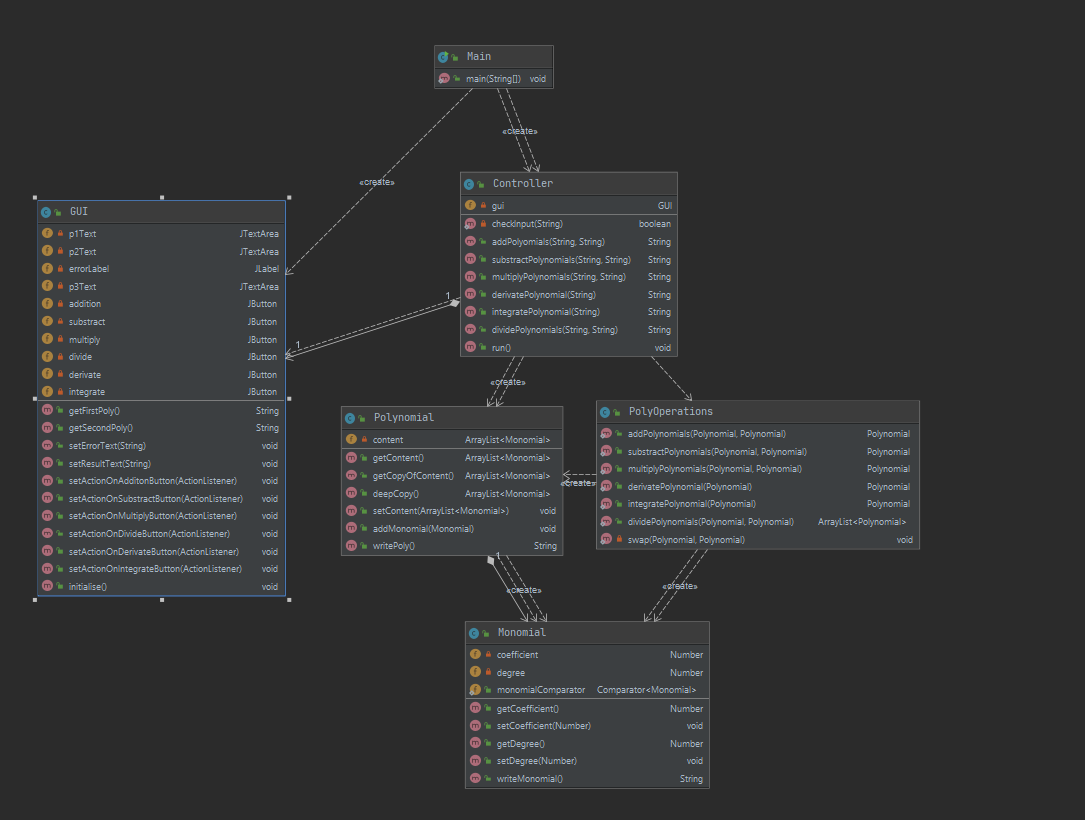 Main
main(String[]) void
«create»
«create»
Controller
gui GUI
checkInput(String) boolean
addPolyomials(String, String) String
substractPolynomials(String, String) String
multiplyPolynomials(String, String) String
derivatePolynomial(String) String
integratePolynomial(String) String
dividePolynomials(String, String) String
run() void
GUI
p1Text JTextArea
p2Text JTextArea
errorLabel JLabel
p3Text JTextArea
addition JButton
substract JButton
multiply JButton
divide JButton
derivate JButton
integrate JButton
getFirstPoly() String
getSecondPoly() String
setErrorText(String) void
setResultText(String) void
setActionOnAdditonButton(ActionListener) void
setActionOnSubstractButton(ActionListener) void
setActionOnMultiplyButton(ActionListener) void
setActionOnDivideButton(ActionListener) void
setActionOnDerivateButton(ActionListener) void
setActionOnIntegrateButton(ActionListener) void
initialise() void
1
1
«create»
Polynomial
content ArrayList<Monomial>
getContent() ArrayList<Monomial>
getCopyOfContent() ArrayList<Monomial>
deepCopy() ArrayList<Monomial>
setContent(ArrayList<Monomial>) void
addMonomial(Monomial) void
writePoly() String
«create»
PolyOperations
addPolynomials(Polynomial, Polynomial) Polynomial
substractPolynomials(Polynomial, Polynomial) Polynomial
multiplyPolynomials(Polynomial, Polynomial) Polynomial
derivatePolynomial(Polynomial) Polynomial
integratePolynomial(Polynomial) Polynomial
dividePolynomials(Polynomial, Polynomial) ArrayList<Polynomial>
swap(Polynomial, Polynomial) void
1
«create»
«create»
Monomial
coefficient Number
degree Number
monomialComparator Comparator<Monomial>
getCoefficient() Number
setCoefficient(Number) void
getDegree() Number
setDegree(Number) void
writeMonomial() String